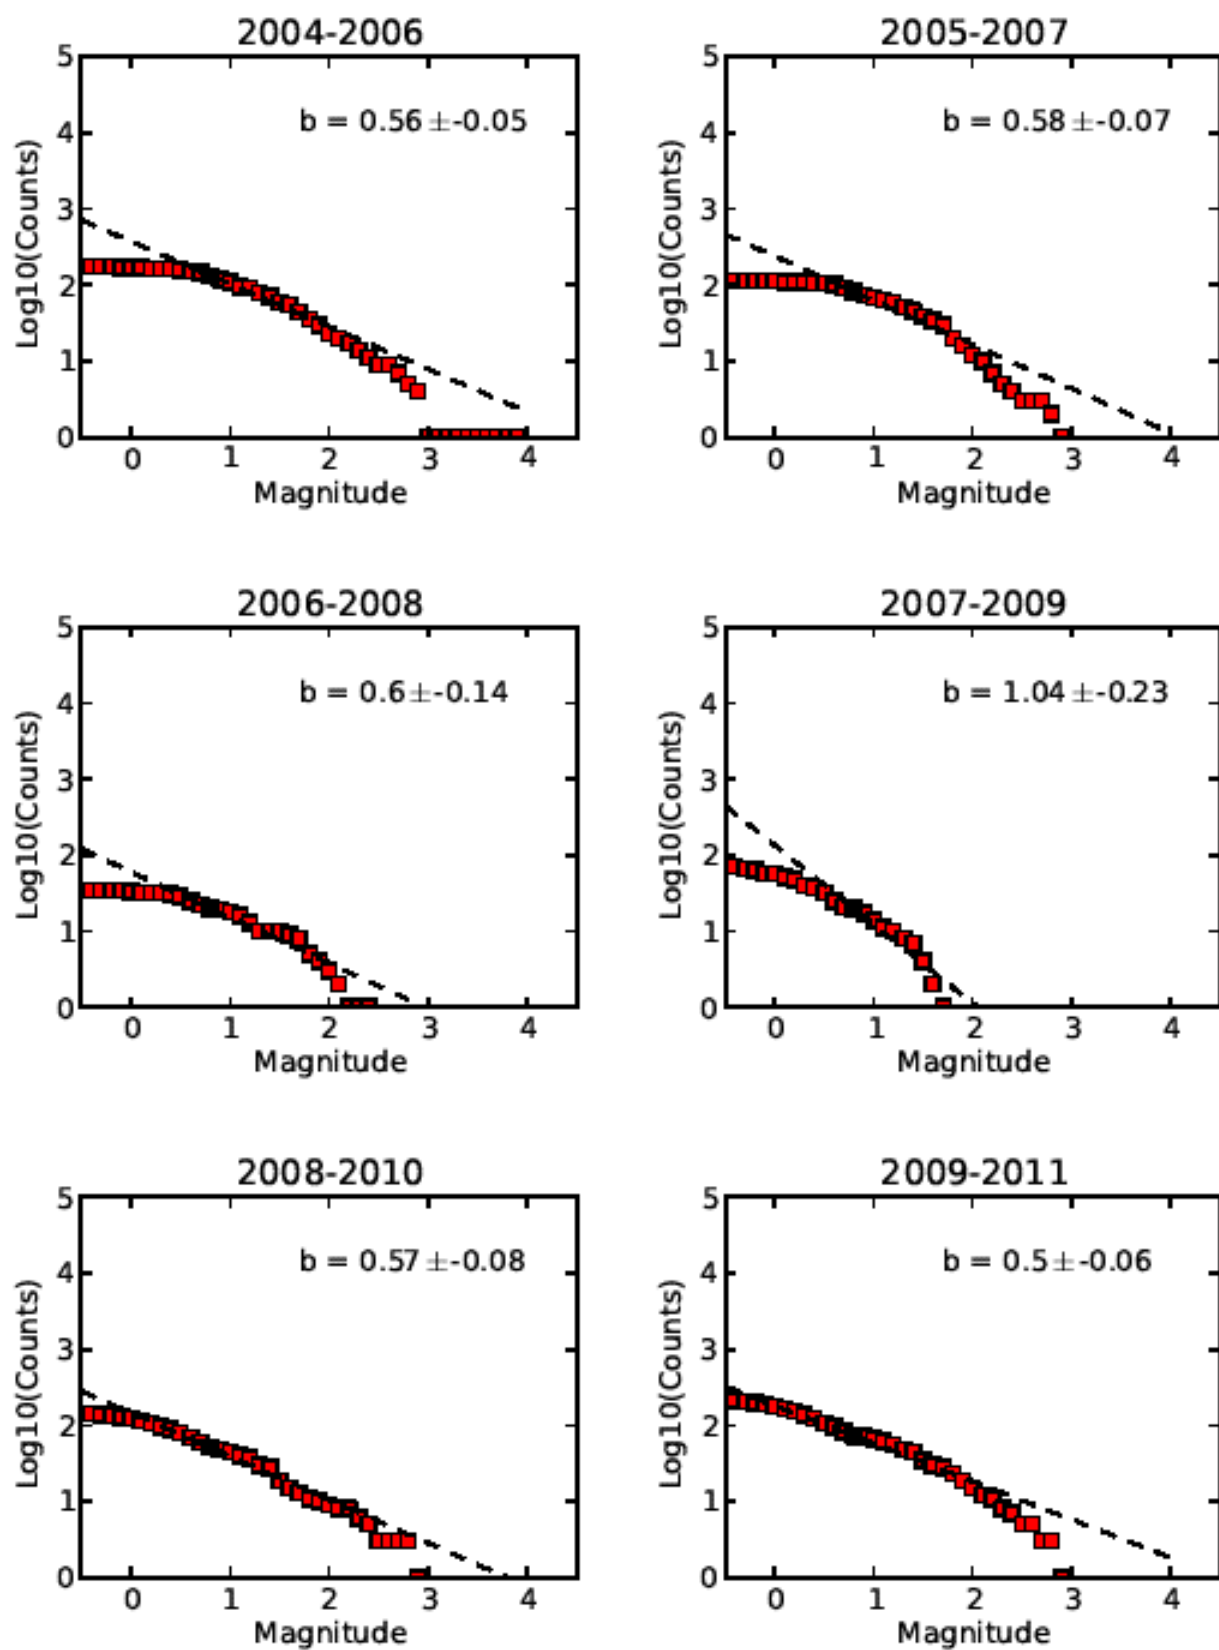 2004-2006
5
4
3
2
1
0
Log10(Counts)
b = 0.56±-0.05
0 1 2 3 4
Magnitude
2005-2007
5
4
3
2
1
0
Log10(Counts)
b = 0.58±-0.07
0 1 2 3 4
Magnitude
2006-2008
5
4
3
2
1
0
Log10(Counts)
b = 0.6±-0.14
0 1 2 3 4
Magnitude
2007-2009
5
4
3
2
1
0
Log10(Counts)
b = 1.04±-0.23
0 1 2 3 4
Magnitude
2008-2010
5
4
3
2
1
0
Log10(Counts)
b = 0.57±-0.08
0 1 2 3 4
Magnitude
2009-2011
5
4
3
2
1
0
Log10(Counts)
b = 0.5±-0.06
0 1 2 3 4
Magnitude